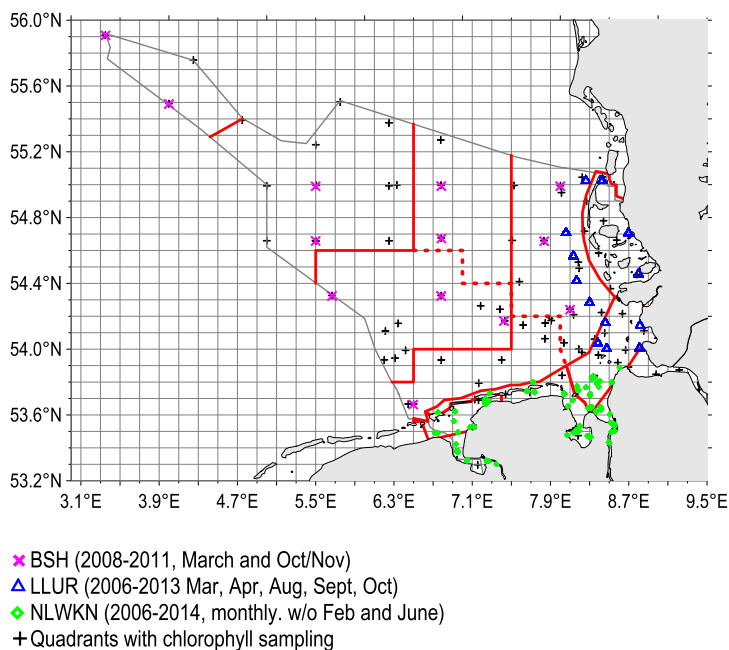 56.0°N
55.6°N
55.2°N
54.8°N
54.4°N
54.0°N
53.6°N
53.2°N
3.1°E 3.9°E 4.7°E 5.5°E 6.3°E 7.1°E 7.9°E 8.7°E 9.5°E
BSH (2008-2011, March and Oct/Nov)
LLUR (2006-2013 Mar, Apr, Aug, Sept, Oct)
NLWKN (2006-2014, monthly. w/o Feb and June)
Quadrants with chlorophyll sampling